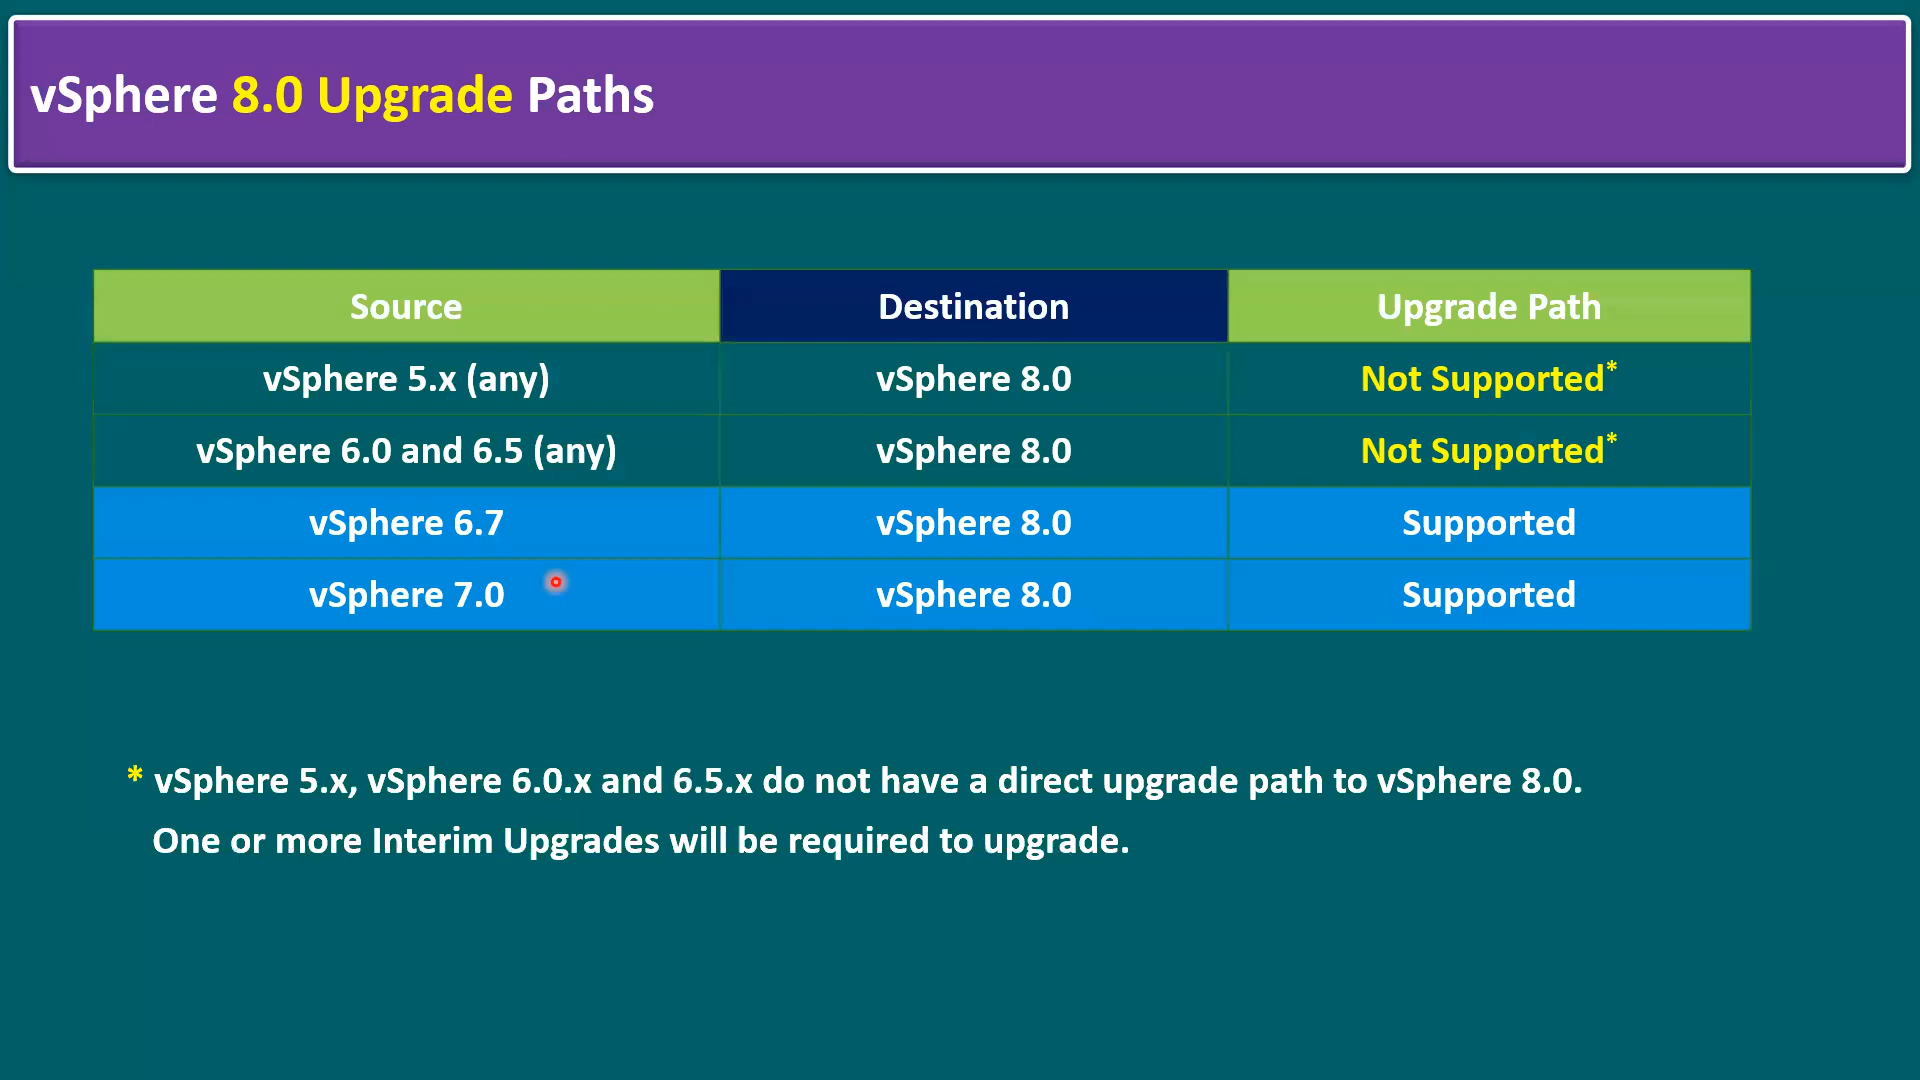 vSphere 8.0 Upgrade Paths
Source Destination Upgrade Path
vSphere 5.x (any) vSphere 8.0 Not Supported*
vSphere 6.0 and 6.5 (any) vSphere 8.0 Not Supported*
vSphere 6.7 vSphere 8.0 Supported
vSphere 7.0 vSphere 8.0 Supported
* vSphere 5.x, vSphere 6.0.x and 6.5.x do not have a direct upgrade path to vSphere 8.0.
One or more Interim Upgrades will be required to upgrade.